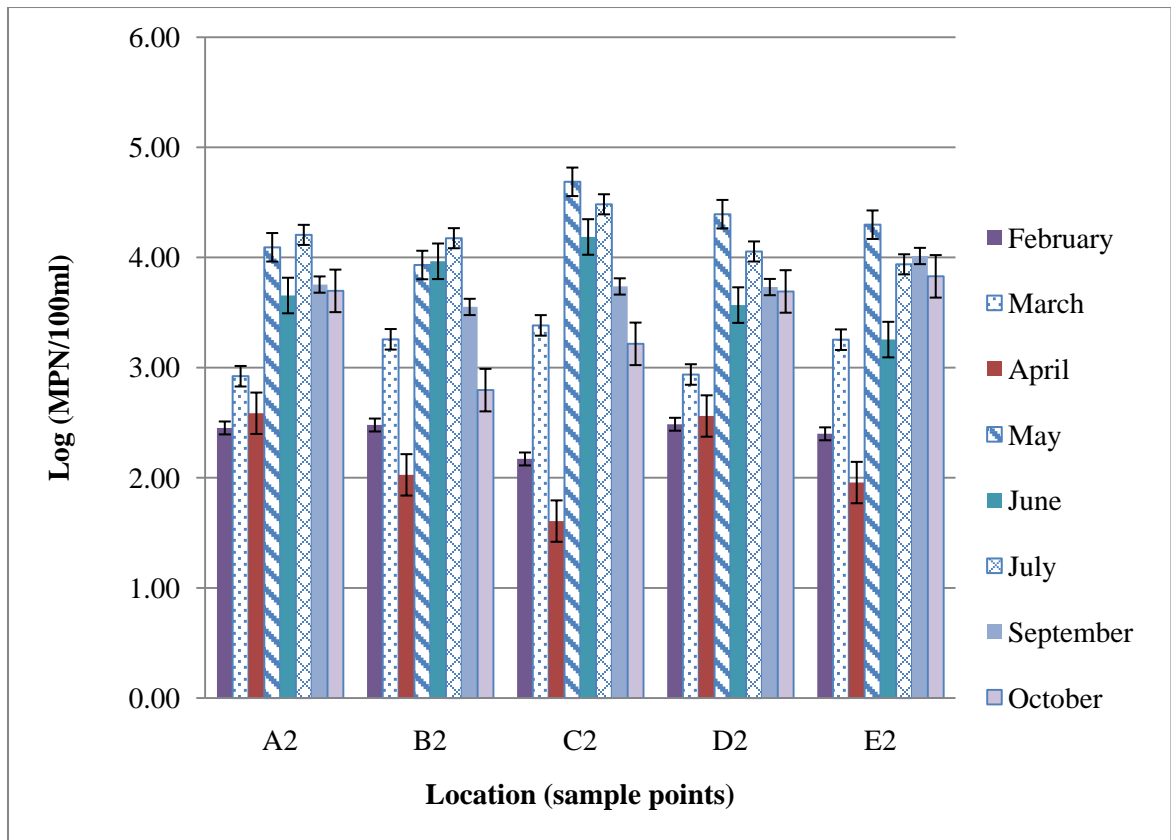 6.00
5.00
4.00
3.00
2.00
1.00
0.00
Log (MPN/100ml)
A2 B2 C2 D2 E2
Location (sample points)
February
March
April
May
June
July
September
October